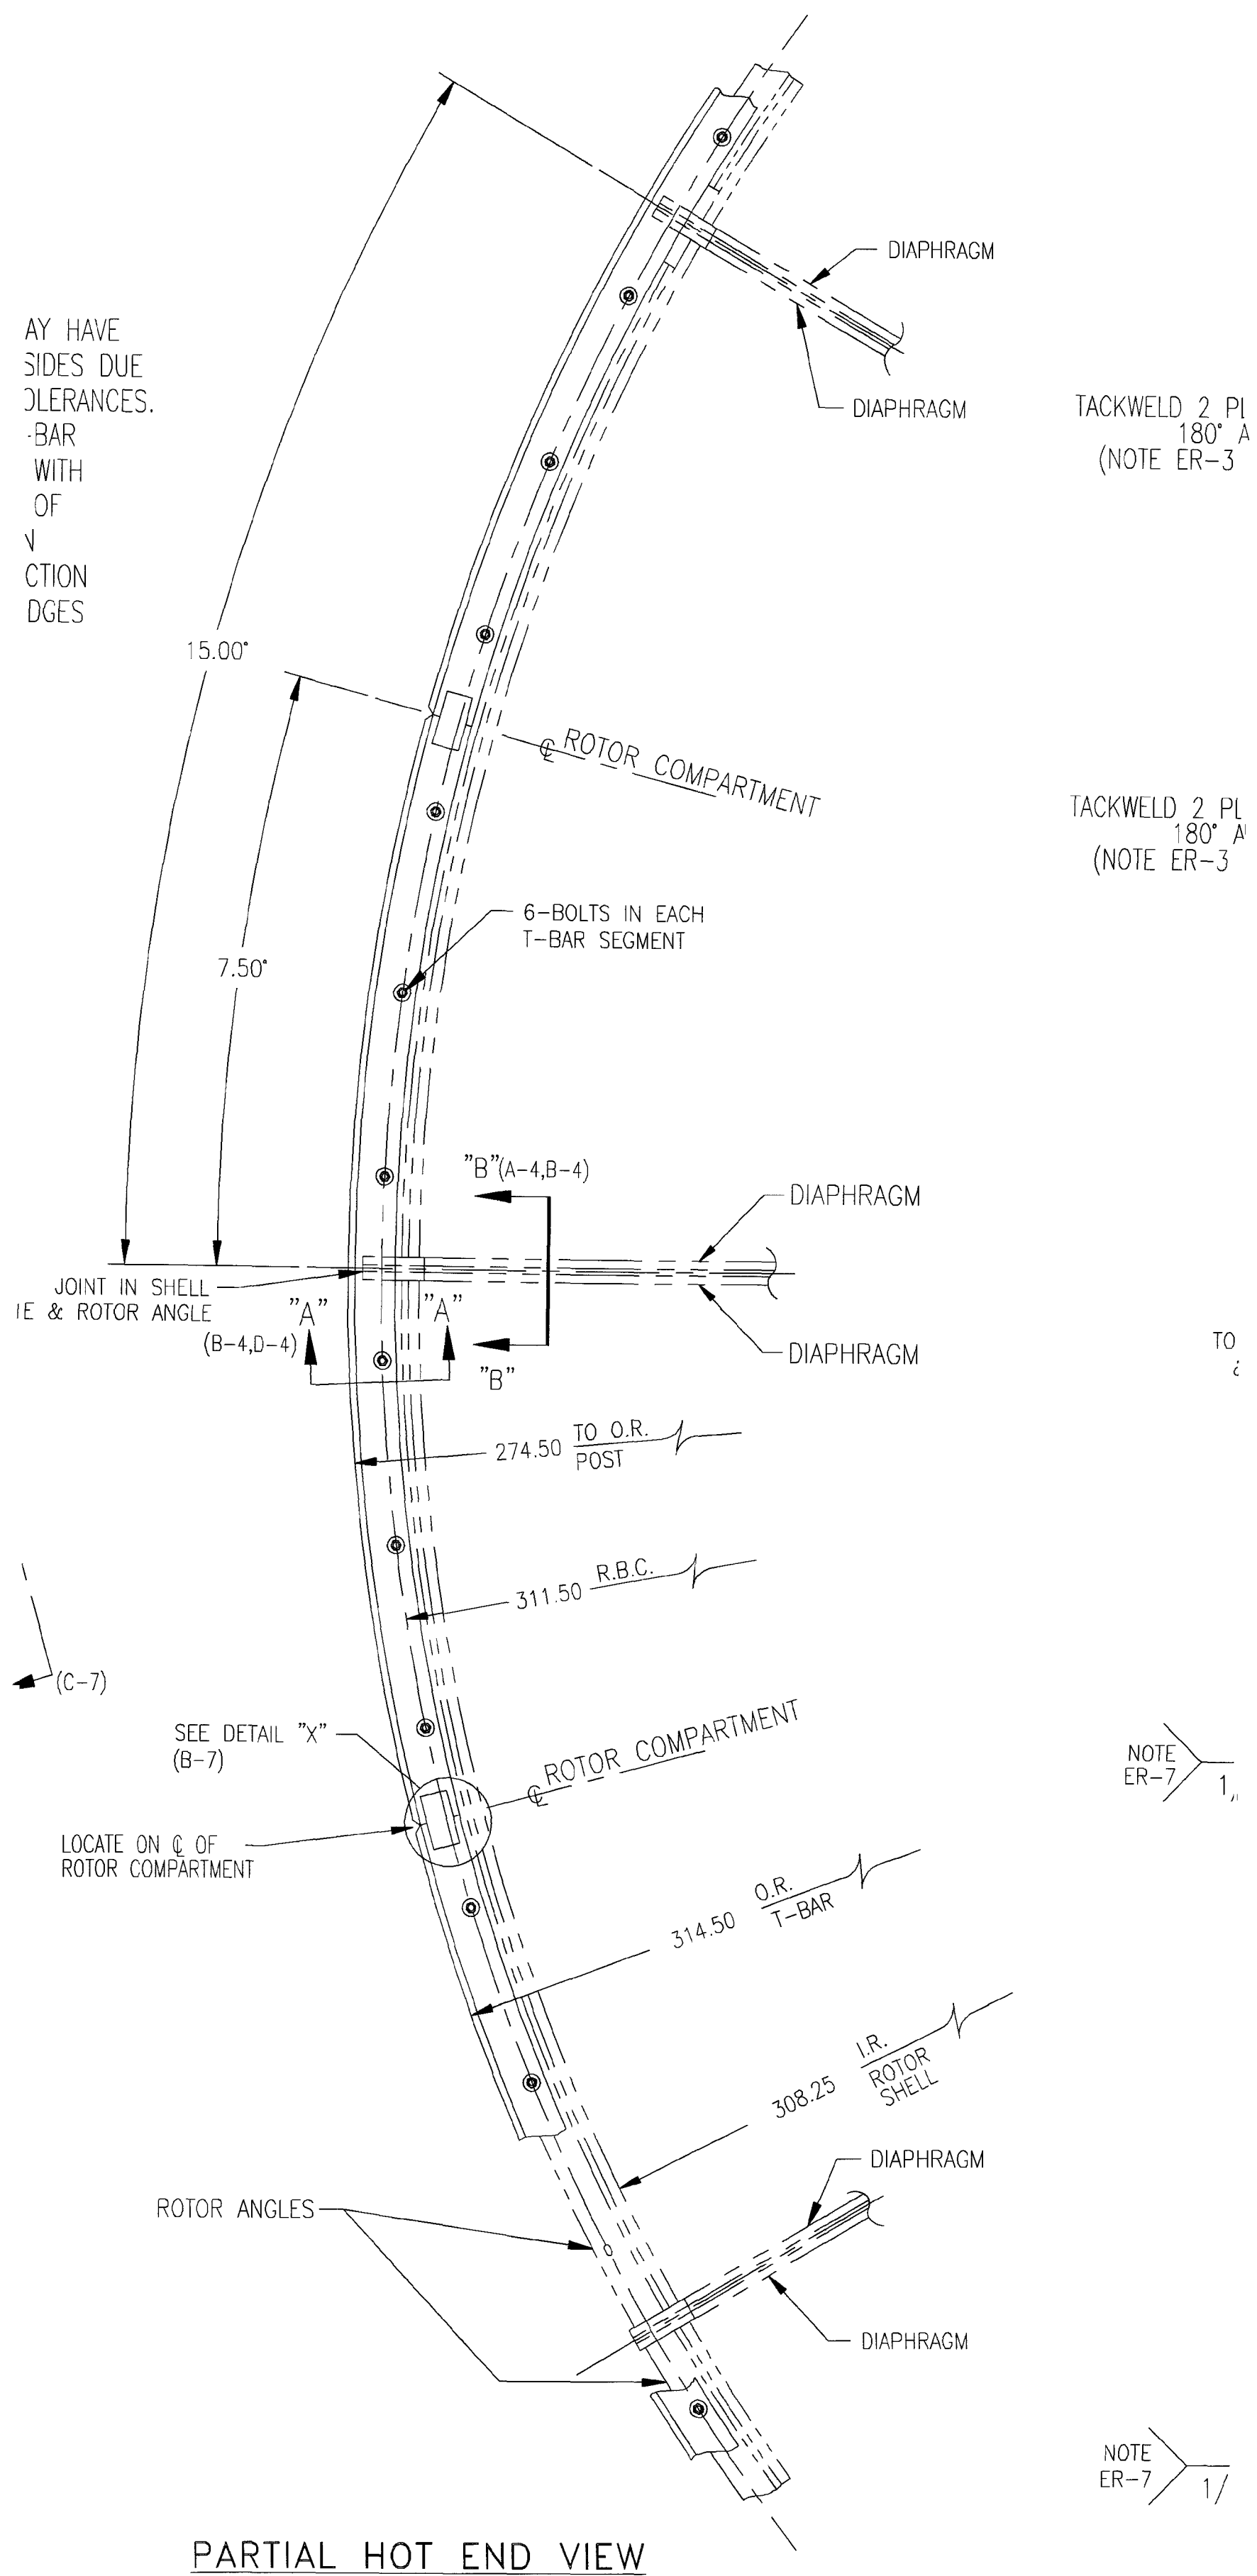 DIAPHRAGM
AY HAVE
SIDES DUE
OLERANCES.
-BAR
WITH
OF
CTION
DGES
DIAPHRAGM
TACKWELD 2 PL
180° A
(NOTE ER-3
15.00°
℄ ROTOR COMPARTMENT
TACKWELD 2 PL
180° A
(NOTE ER-3
6-BOLTS IN EACH
T-BAR SEGMENT
7.50°
"B"(A-4,B-4)
DIAPHRAGM
JOINT IN SHELL
IE & ROTOR ANGLE
"A"
"A"
(B-4,D-4)
"B"
DIAPHRAGM
TO
274.50 TO O.R.
POST
311.50 R.B.C.
(C-7)
SEE DETAIL "X"
(B-7)
℄ ROTOR COMPARTMENT
NOTE
ER-7
1
LOCATE ON ℄ OF
ROTOR COMPARTMENT
314.50 O.R.
T-BAR
308.25 I.R.
ROTOR
SHELL
DIAPHRAGM
ROTOR ANGLES
DIAPHRAGM
NOTE
ER-7
1/
PARTIAL HOT END VIEW